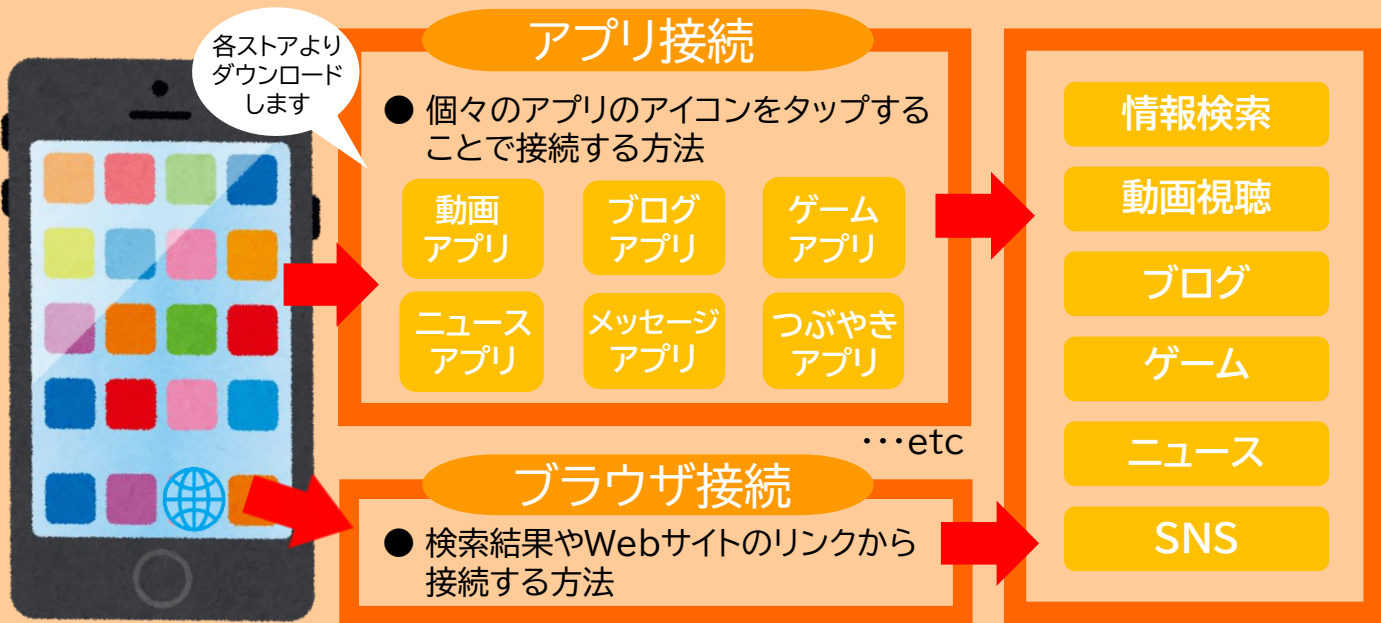 各ストアより
ダウンロード
します
アプリ接続
● 個々のアプリのアイコンをタップする
ことで接続する方法
動画
アプリ
ブログ
アプリ
ゲーム
アプリ
ニュース
アプリ
メッセージ
アプリ
つぶやき
アプリ
・・・etc
ブラウザ接続
● 検索結果やWebサイトのリンクから
接続する方法
情報検索
動画視聴
ブログ
ゲーム
ニュース
SNS